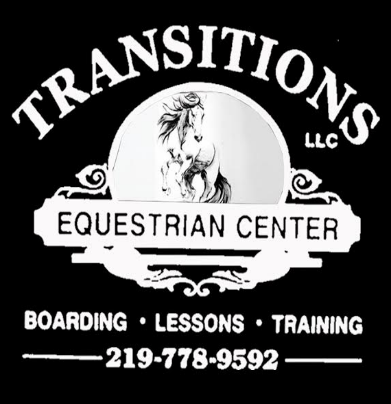 TRANSITIONS
LLC
EQUESTRIAN CENTER
BOARDING • LESSONS • TRAINING
219-778-9592